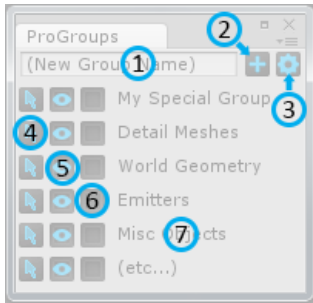 ProGroups
2
(New Group Name)
1
3
My Special Group
4
Detail Meshes
5
World Geometry
6
Emitters
Misc Objects
7
(etc...)